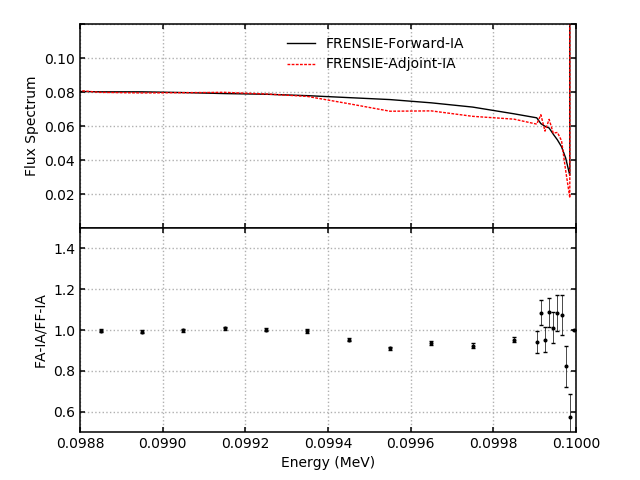 FRENSIE-Forward-IA
FRENSIE-Adjoint-IA
Flux Spectrum
0.10
0.08
0.06
0.04
0.02
FA-IA/FF-IA
1.4
1.2
1.0
0.8
0.6
0.0988 0.0990 0.0992 0.0994 0.0996 0.0998 0.1000
Energy (MeV)